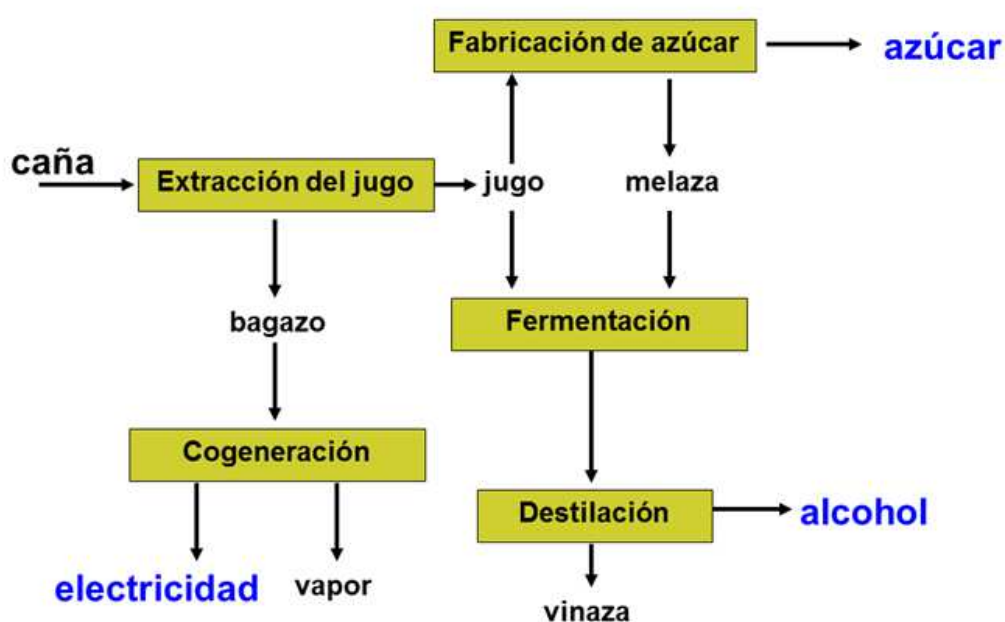 Fabricación de azúcar
azúcar
caña
Extracción del jugo
jugo
melaza
bagazo
Fermentación
Cogeneración
Destilación
alcohol
electricidad
vapor
vinaza